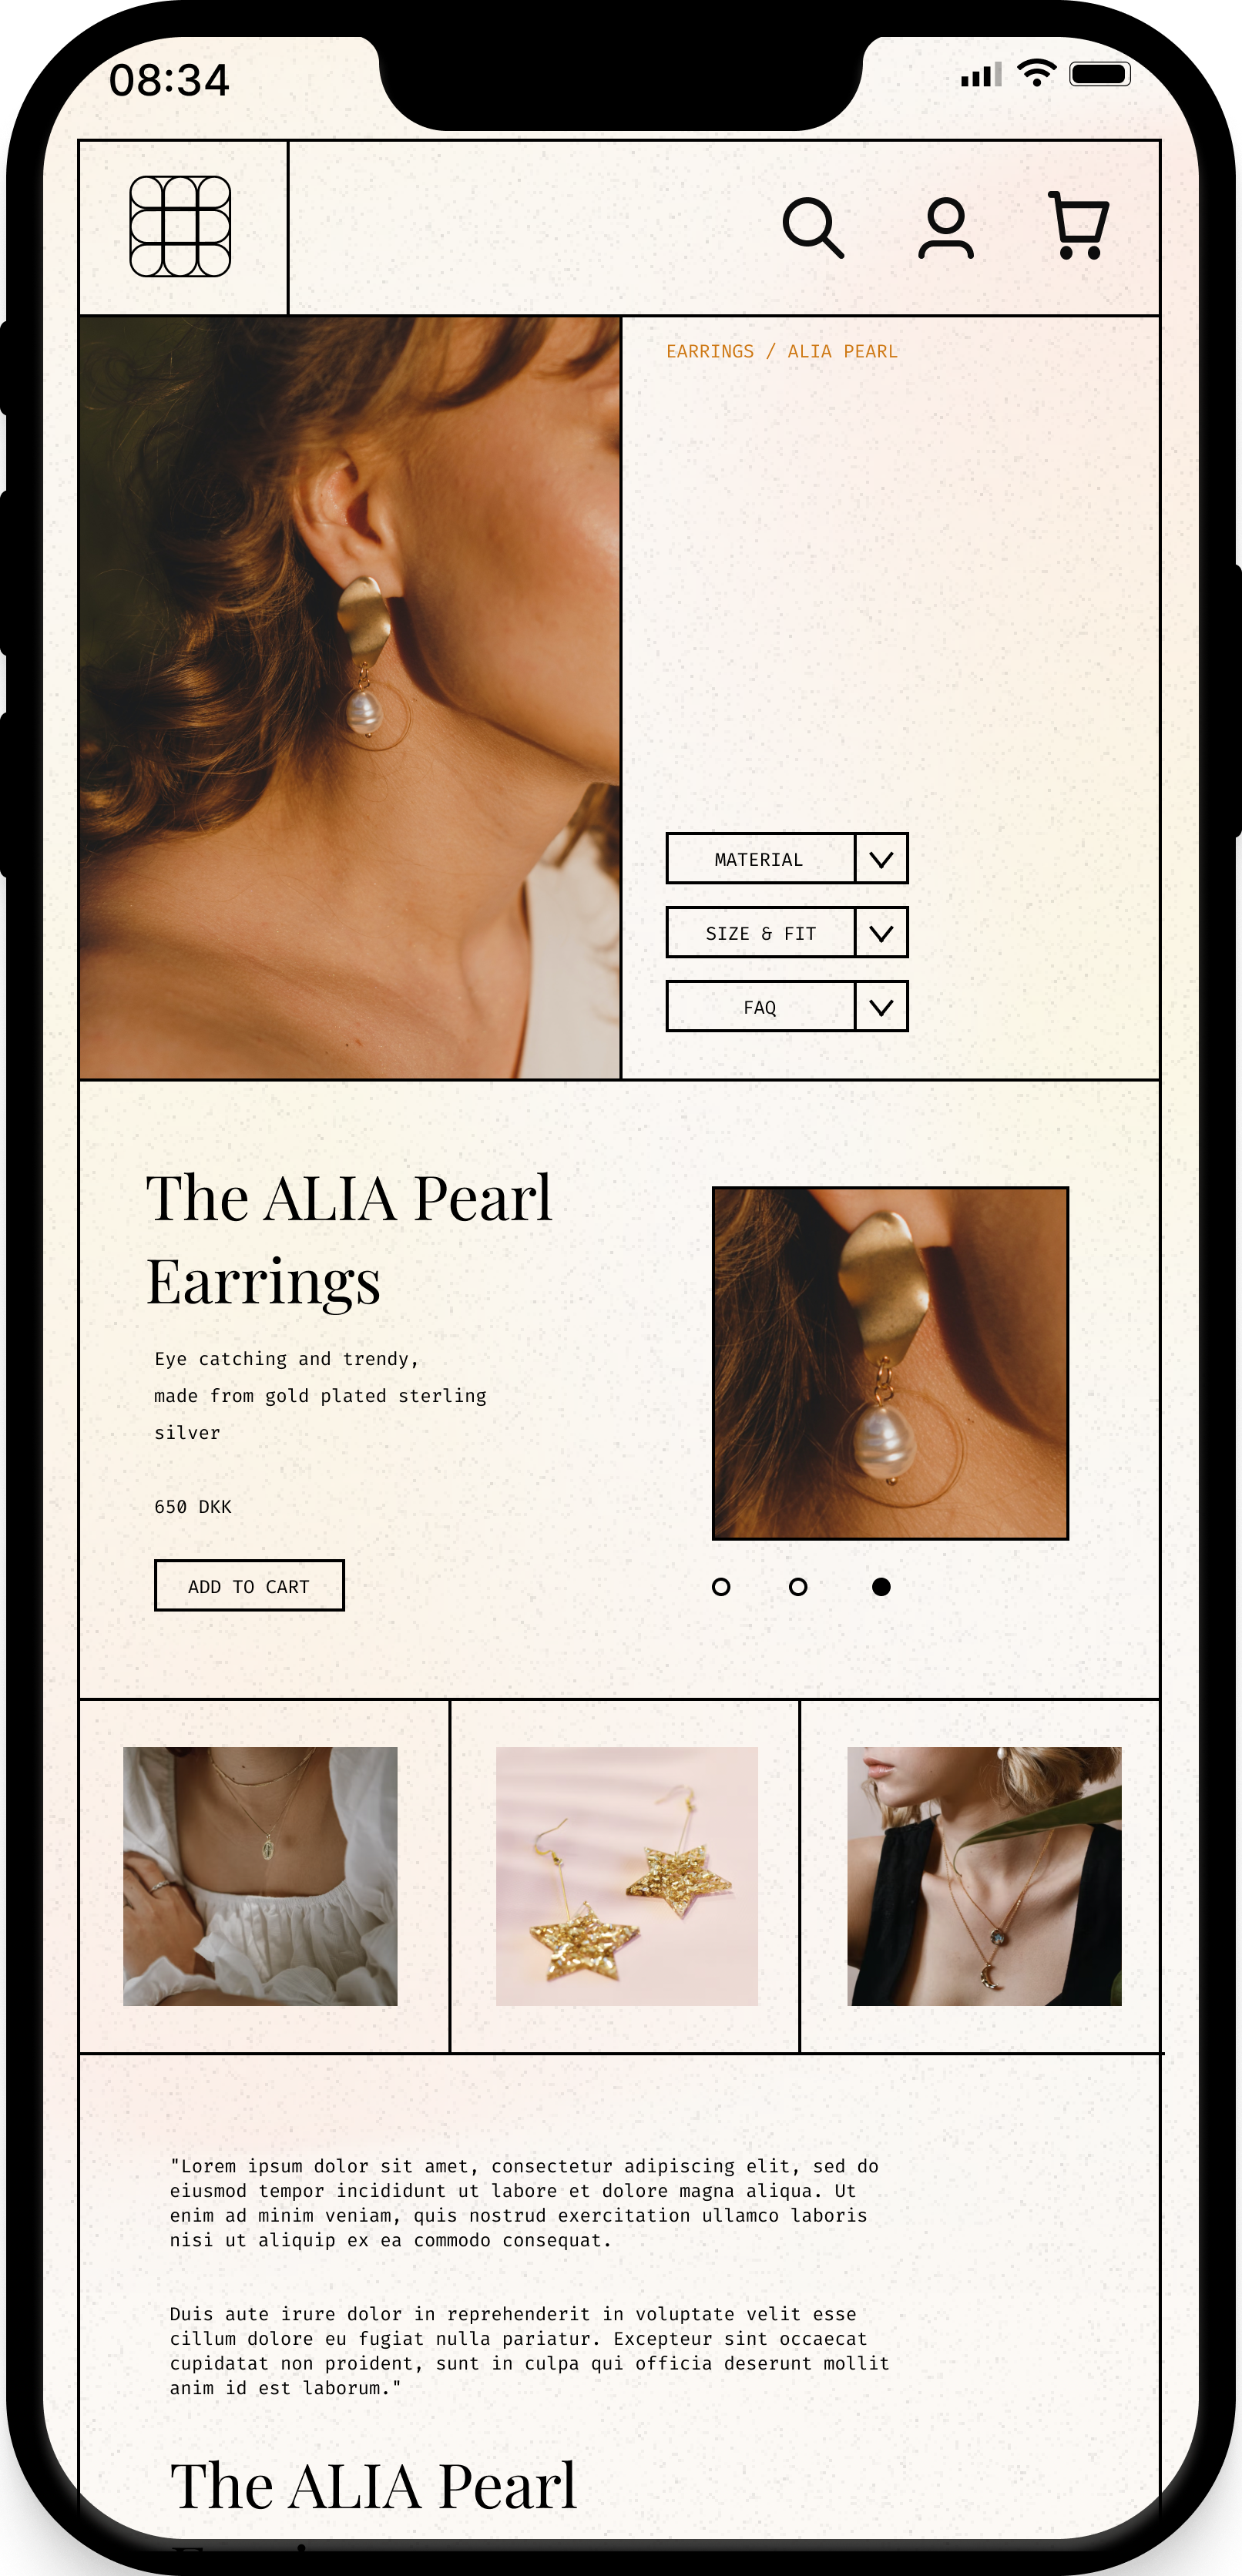 08:34
EARRINGS / ALIA PEARL
MATERIAL
SIZE & FIT
FAQ
The ALIA Pearl
Earrings
Eye catching and trendy,
made from gold plated sterling
silver
650 DKK
ADD TO CART
"Lorem ipsum dolor sit amet, consectetur adipiscing elit, sed do
eiusmod tempor incididunt ut labore et dolore magna aliqua. Ut
enim ad minim veniam, quis nostrud exercitation ullamco laboris
nisi ut aliquip ex ea commodo consequat.
Duis aute irure dolor in reprehenderit in voluptate velit esse
cillum dolore eu fugiat nulla pariatur. Excepteur sint occaecat
cupidatat non proident, sunt in culpa qui officia deserunt mollit
anim id est laborum."
The ALIA Pearl